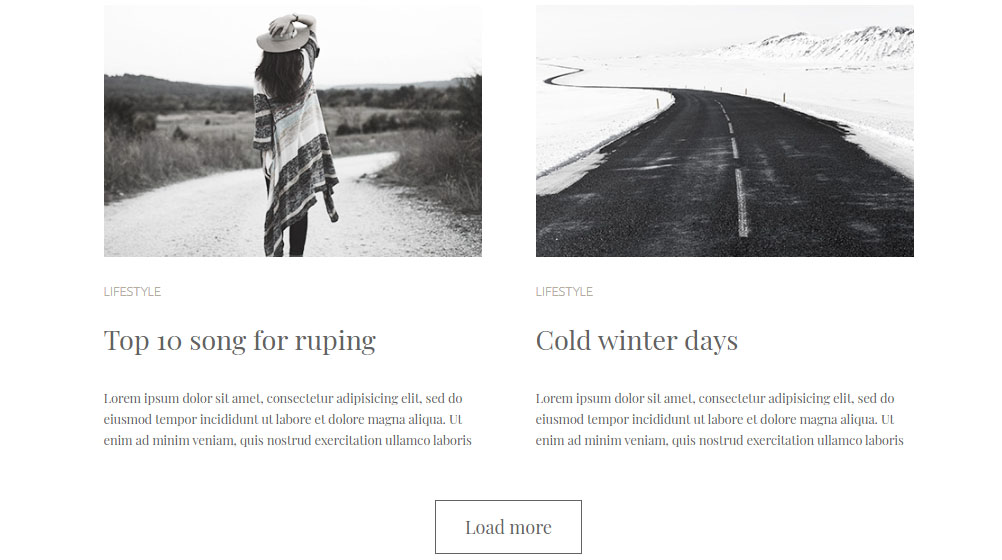 LIFESTYLE
Top 10 song for ruping
Lorem ipsum dolor sit amet, consectetur adipisicing elit, sed do
eiusmod tempor incididunt ut labore et dolore magna aliqua. Ut
enim ad minim veniam, quis nostrud exercitation ullamco laboris
LIFESTYLE
Cold winter days
Lorem ipsum dolor sit amet, consectetur adipisicing elit, sed do
eiusmod tempor incididunt ut labore et dolore magna aliqua. Ut
enim ad minim veniam, quis nostrud exercitation ullamco laboris
Load more